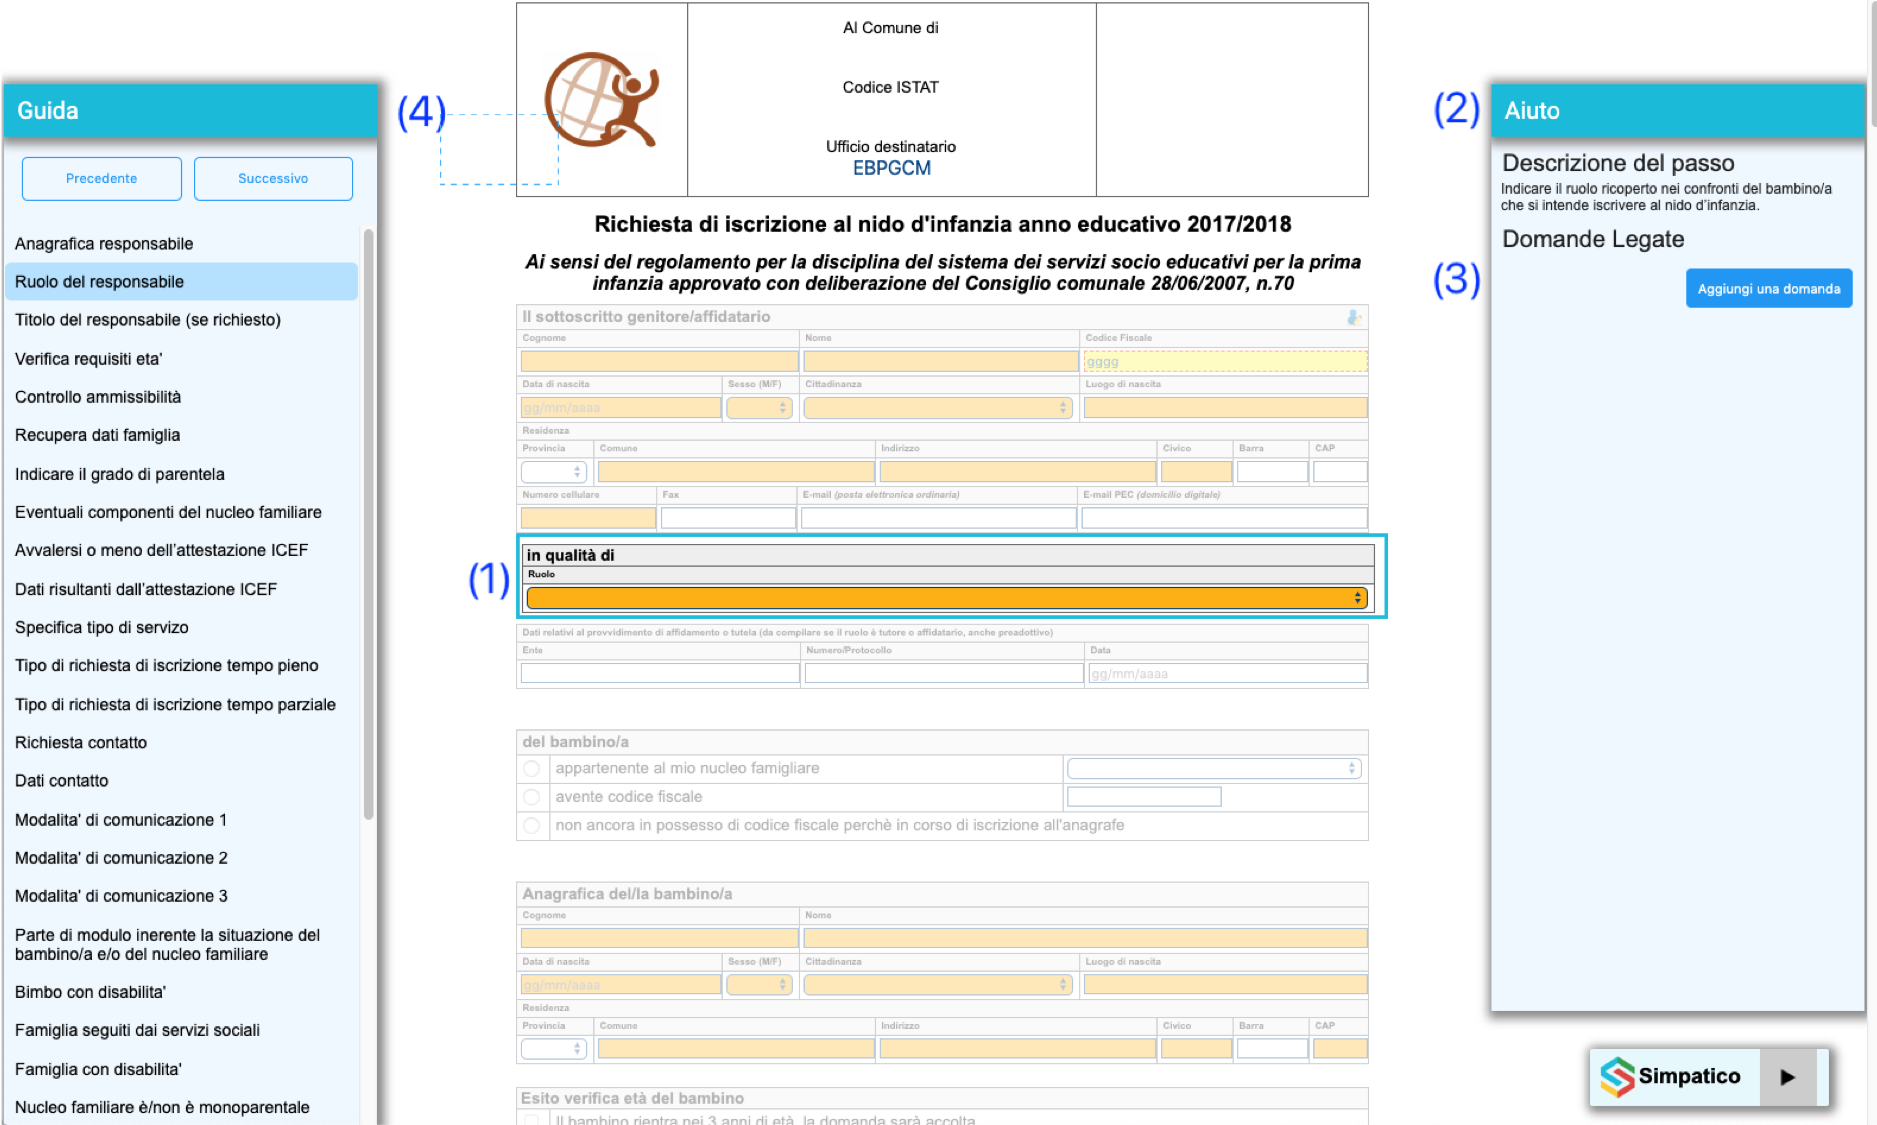 Guida
Precedente
Successivo
Anagrafica responsabile
Ruolo del responsabile
Titolo del responsabile (se richiesto)
Verifica requisiti eta'
Controllo ammissibilità
Recupera dati famiglia
Indicare il grado di parentela
Eventuali componenti del nucleo familiare
Avvalersi o meno dell'attestazione ICEF
Dati risultanti dall'attestazione ICEF
Specifica tipo di servizo
Tipo di richiesta di iscrizione tempo pieno
Tipo di richiesta di iscrizione tempo parziale
Richiesta contatto
Dati contatto
Modalita' di comunicazione 1
Modalita' di comunicazione 2
Modalita' di comunicazione 3
Parte di modulo inerente la situazione del
bambino/a e/o del nucleo familiare
Bimbo con disabilita'
Famiglia seguiti dai servizi sociali
Famiglia con disabilita'
Nucleo familiare è/non è monoparentale
(4)
Al Comune di
Codice ISTAT
Ufficio destinatario
EBPGCM
Richiesta di iscrizione al nido d'infanzia anno educativo 2017/2018
Ai sensi del regolamento per la disciplina del sistema dei servizi socio educativi per la prima
infanzia approvato con deliberazione del Consiglio comunale 28/06/2007, n.70
Il sottoscritto genitore/affidatario
Cognome Nome Codice Fiscale
gggg
Data di nascita Sesso (M/F) Cittadinanza Luogo di nascita
gg/mm/aaaa
Residenza
Provincia Comune Indirizzo Civico Barra CAP
Numero cellulare Fax E-mail (posta elettronica ordinaria) E-mail PEC (domicilio digitale)
(1)
in qualità di
Ruolo
Dati relativi al provvidimento di affidamento o tutela (da compilare se il ruolo è tutore o affidatario, anche preadottivo)
Ente Numero/Protocollo Data
gg/mm/aaaa
del bambino/a
appartenente al mio nucleo famigliare
avente codice fiscale
non ancora in possesso di codice fiscale perchè in corso di iscrizione all'anagrafe
Anagrafica del/la bambino/a
Cognome Nome
Data di nascita Sesso (M/F) Cittadinanza Luogo di nascita
gg/mm/aaaa
Residenza
Provincia Comune Indirizzo Civico Barra CAP
Esito verifica età del bambino
Il bambino rientra nei 3 anni di età, la domanda sarà accolta
(2)
Aiuto
Descrizione del passo
Indicare il ruolo ricoperto nei confronti del bambino/a
che si intende iscrivere al nido d'infanzia.
Domande Legate
(3)
Aggiungi una domanda
Simpatico